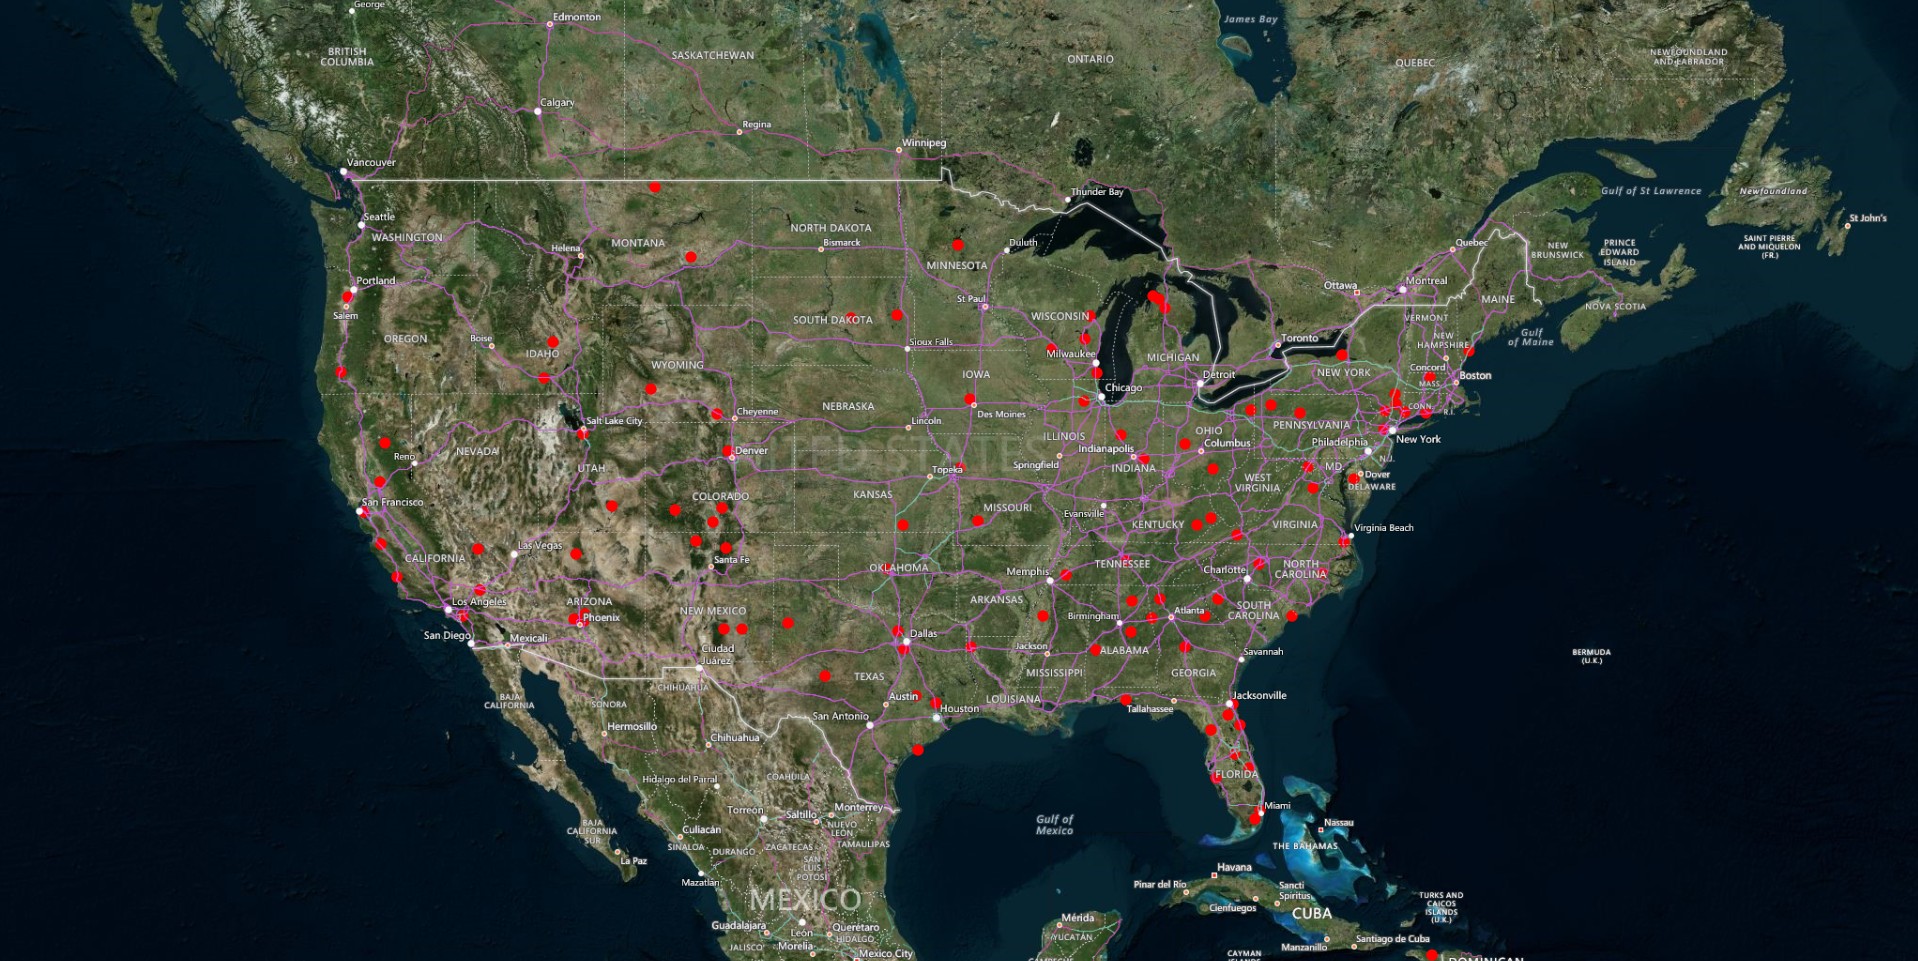 George
Edmonton
James Bay
BRITISH
COLUMBIA
SASKATCHEWAN
ONTARIO
QUEBEC
NEWFOUNDLAND
AND LABRADOR
Calgary
Regina
Winnipeg
Vancouver
Thunder Bay
Gulf of St Lawrence
Newfoundland
St John's
Seattle
WASHINGTON
Helena
MONTANA
NORTH DAKOTA
Bismarck
Duluth
MINNESOTA
Quebec
NEW
BRUNSWICK
PRINCE
EDWARD
ISLAND
SAINT PIERRE
AND MIQUELON
(FR.)
Portland
Salem
St Paul
Ottawa
Montreal
MAINE
NOVA SCOTIA
OREGON
Boise
IDAHO
SOUTH DAKOTA
Sioux Falls
WISCONSIN
Milwaukee
MICHIGAN
Toronto
VERMONT
NEW
HAMPSHIRE
Gulf
of Maine
WYOMING
IOWA
Detroit
NEW YORK
Concord
MASS.
Boston
Chicago
Cheyenne
NEBRASKA
Des Moines
CONN.
R.I.
Salt Lake City
Lincoln
ILLINOIS
OHIO
PENNSYLVANIA
Reno
NEVADA
Denver
Indianapolis
Columbus
Philadelphia
New York
N.J.
UTAH
Topeka
Springfield
INDIANA
MD.
Dover
DELAWARE
WEST
VIRGINIA
San Francisco
COLORADO
KANSAS
MISSOURI
Evansville
KENTUCKY
VIRGINIA
Virginia Beach
CALIFORNIA
Las Vegas
Santa Fe
OKLAHOMA
Memphis
TENNESSEE
Charlotte
NORTH
CAROLINA
Los Angeles
ARIZONA
Phoenix
NEW MEXICO
ARKANSAS
Birmingham
Atlanta
SOUTH
CAROLINA
San Diego
Mexicali
Dallas
Ciudad
Juárez
Jackson
ALABAMA
Savannah
BERMUDA
(U.K.)
CHIHUAHUA
TEXAS
MISSISSIPPI
GEORGIA
BAJA
CALIFORNIA
SONORA
Austin
LOUISIANA
Houston
Tallahassee
Jacksonville
Hermosillo
San Antonio
Chihuahua
Hidalgo del Parral
COAHUILA
FLORIDA
Torreón
Saltillo
Monterrey
NUEVO
LEÓN
Gulf of
Mexico
Miami
Nassau
BAJA
CALIFORNIA
SUR
Culiacán
SINALOA
DURANGO
ZACATECAS
TAMAULIPAS
SAN
LUIS
POTOSÍ
THE BAHAMAS
La Paz
Mazatlán
Havana
Pinar del Río
Sancti
Spíritus
Cienfuegos
CUBA
TURKS AND
CAICOS
ISLANDS
(U.K.)
MEXICO
Guadalajara
León
Querétaro
HIDALGO
Mérida
YUCATÁN
JALISCO
Morelia
Mexico City
Manzanillo
Santiago de Cuba
CAMPECHE
CAYMAN
ISLANDS
DOMINICAN